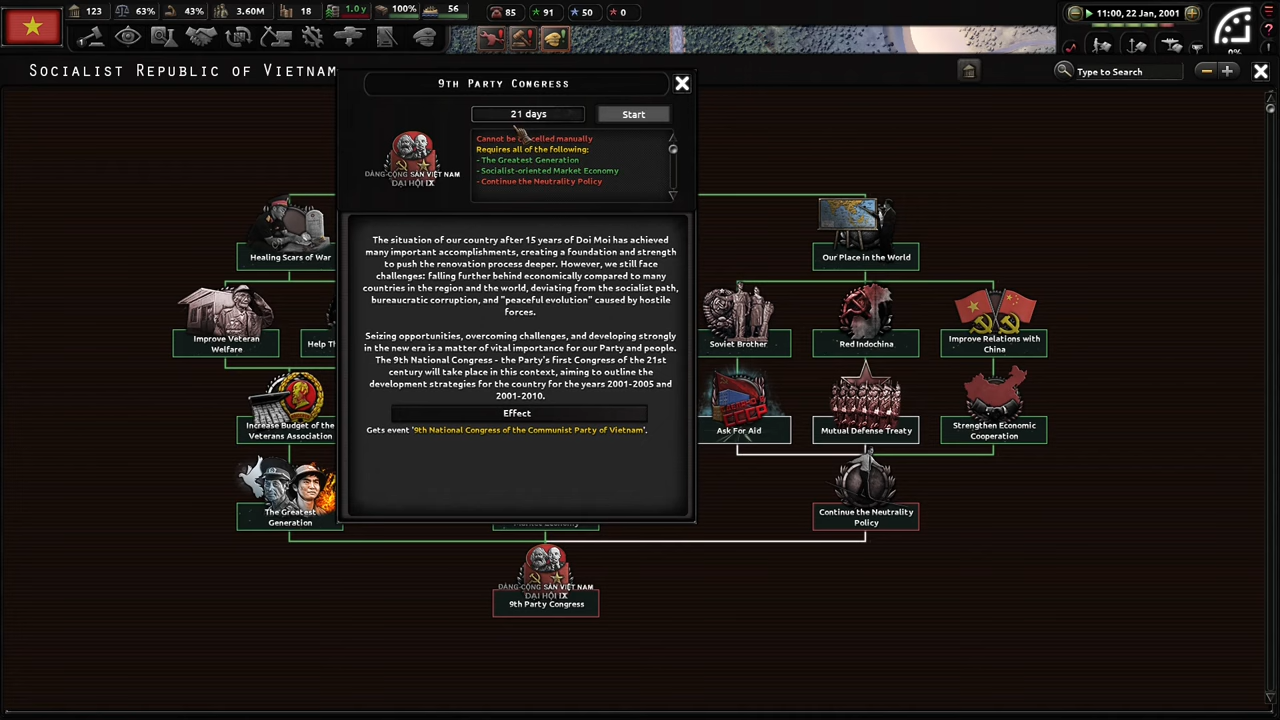 123
63%
43%
3.60M
18
1.0 y
100%
56
85
91
50
0
11:00, 22 Jan, 2001
0%
Socialist Republic of Vietnam
Type to Search
9th Party Congress
21 days
Start
Cannot be cancelled manually
Requires all of the following:
- The Greatest Generation
- Socialist-oriented Market Economy
- Continue the Neutrality Policy
ĐẢNG CỘNG SẢN VIỆT NAM
ĐẠI HỘI IX
The situation of our country after 15 years of Doi Moi has achieved
many important accomplishments, creating a foundation and strength
to push the renovation process deeper. However, we still face
challenges: falling further behind economically compared to many
countries in the region and the world, deviating from the socialist path,
bureaucratic corruption, and "peaceful evolution" caused by hostile
forces.
Seizing opportunities, overcoming challenges, and developing strongly
in the new era is a matter of vital importance for our Party and people.
The 9th National Congress - the Party's first Congress of the 21st
century will take place in this context, aiming to outline the
development strategies for the country for the years 2001-2005 and
2001-2010.
Effect
Gets event '9th National Congress of the Communist Party of Vietnam'.
Healing Scars of War
Our Place in the World
Improve Veteran
Welfare
Help Th
Soviet Brother
Red Indochina
Improve Relations with
China
Increase Budget of the
Veterans Association
Ask For Aid
Mutual Defense Treaty
Strengthen Economic
Cooperation
The Greatest
Generation
Market Economy
Continue the Neutrality
Policy
ĐẢNG CỘNG SẢN VIỆT NAM
ĐẠI HỘI IX
9th Party Congress